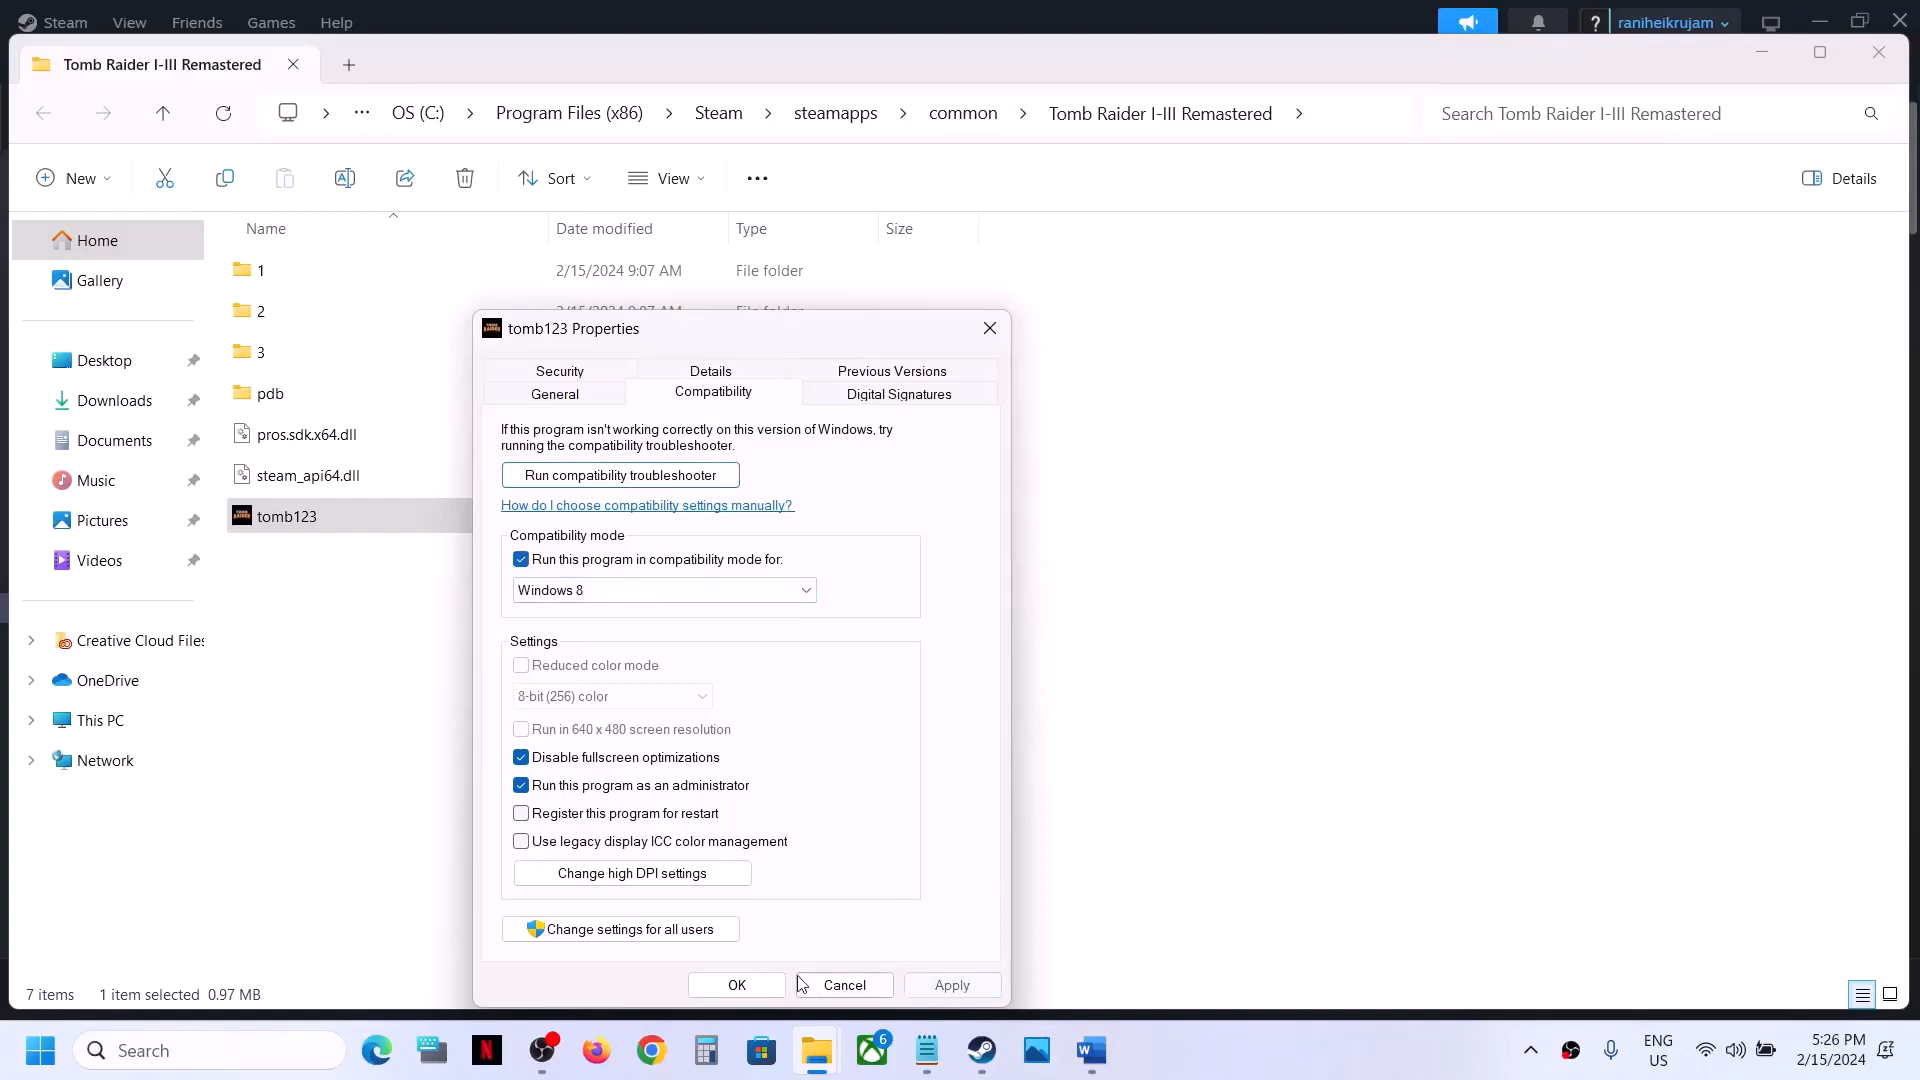 Steam View Friends Games Help raniheikrujam
Tomb Raider I-III Remastered
OS (C:) Program Files (x86) Steam steamapps common Tomb Raider I-III Remastered Search Tomb Raider I-III Remastered
New Sort View Details
Name Date modified Type Size
Home
Gallery
Desktop
Downloads
Documents
Music
Pictures
Videos
Creative Cloud Files
OneDrive
This PC
Network
1 2/15/2024 9:07 AM File folder
2
3
pdb
pros.sdk.x64.dll
steam_api64.dll
tomb123
tomb123 Properties
Security Details Previous Versions
General Compatibility Digital Signatures
If this program isn't working correctly on this version of Windows, try
running the compatibility troubleshooter.
Run compatibility troubleshooter
How do I choose compatibility settings manually?
Compatibility mode
Run this program in compatibility mode for:
Windows 8
Settings
Reduced color mode
8-bit (256) color
Run in 640 x 480 screen resolution
Disable fullscreen optimizations
Run this program as an administrator
Register this program for restart
Use legacy display ICC color management
Change high DPI settings
Change settings for all users
OK Cancel Apply
7 items 1 item selected 0.97 MB
Search 6 ENG 5:26 PM
US 2/15/2024